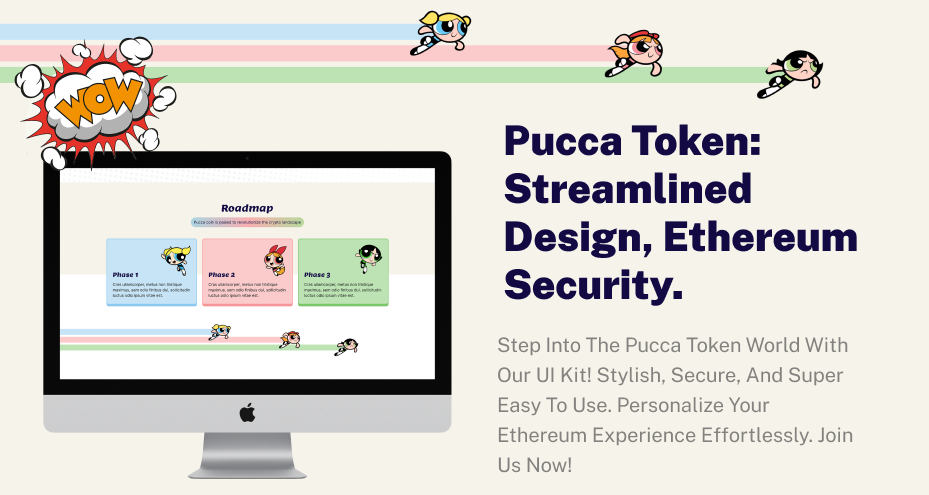 WOW
Pucca Token:
Streamlined
Design, Ethereum
Security.
Step Into The Pucca Token World With
Our UI Kit! Stylish, Secure, And Super
Easy To Use. Personalize Your
Ethereum Experience Effortlessly. Join
Us Now!
Roadmap
Pucca coin is poised to revolutionize the crypto landscape
Phase 1
Cras ullamcorper, metus non tristique
maximus, sem odio finibus dui, sollicitudin
luctus odio ipsum vitae est.
Phase 2
Cras ullamcorper, metus non tristique
maximus, sem odio finibus dui, sollicitudin
luctus odio ipsum vitae est.
Phase 3
Cras ullamcorper, metus non tristique
maximus, sem odio finibus dui, sollicitudin
luctus odio ipsum vitae est.